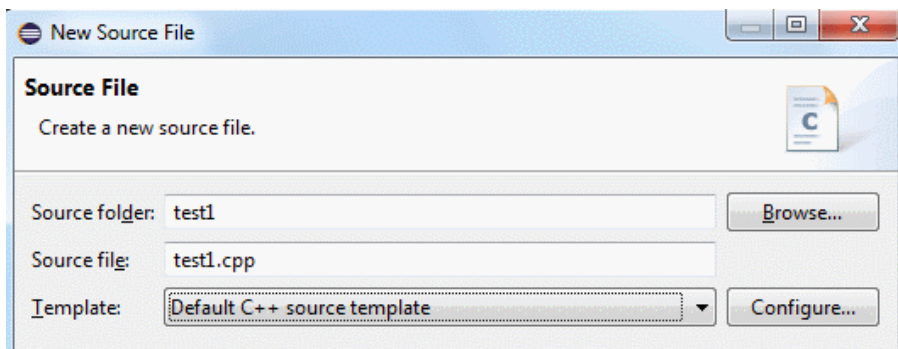 New Source File
Source File
Create a new source file.
C
Source folder: test1 Browse...
Source file: test1.cpp
Template: Default C++ source template Configure...